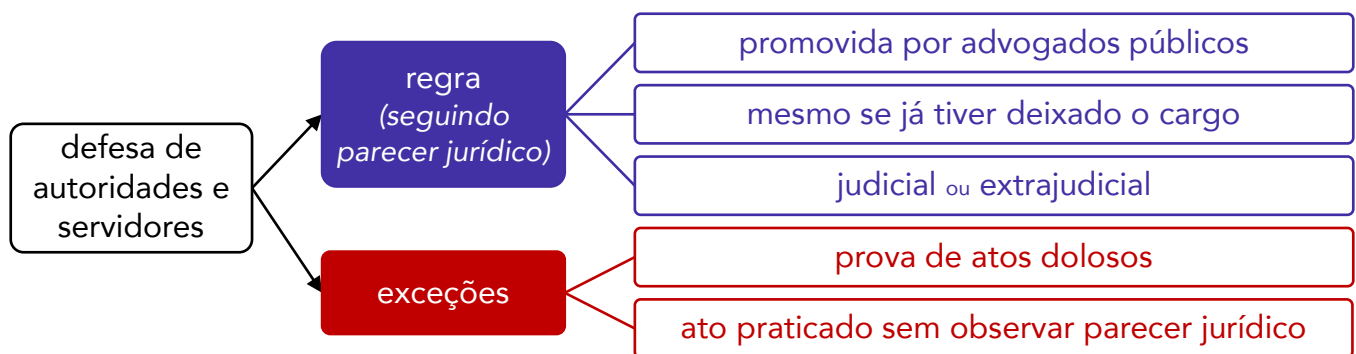 defesa de
autoridades e
servidores
regra
(seguindo
parecer jurídico)
promovida por advogados públicos
mesmo se já tiver deixado o cargo
judicial ou extrajudicial
exceções
prova de atos dolosos
ato praticado sem observar parecer jurídico